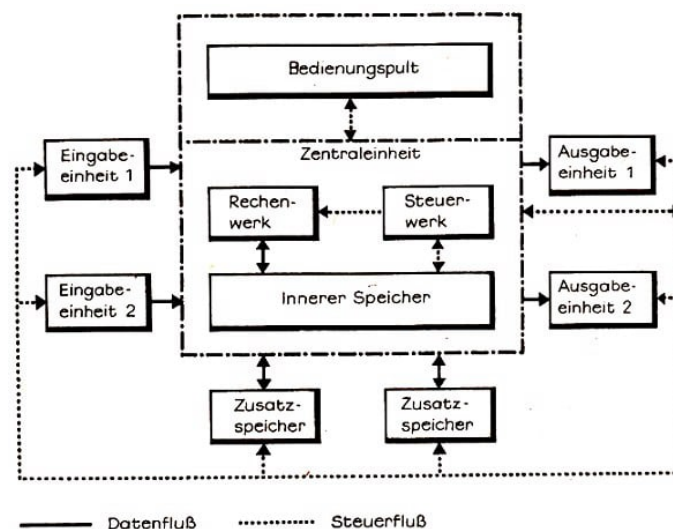 Bedienungspult
Zentraleinheit
Eingabe-
einheit 1
Ausgabe-
einheit 1
Rechen-
werk
Steuer-
werk
Eingabe-
einheit 2
Innerer Speicher
Ausgabe-
einheit 2
Zusatz-
speicher
Zusatz-
speicher
Datenfluß
Steuerfluß